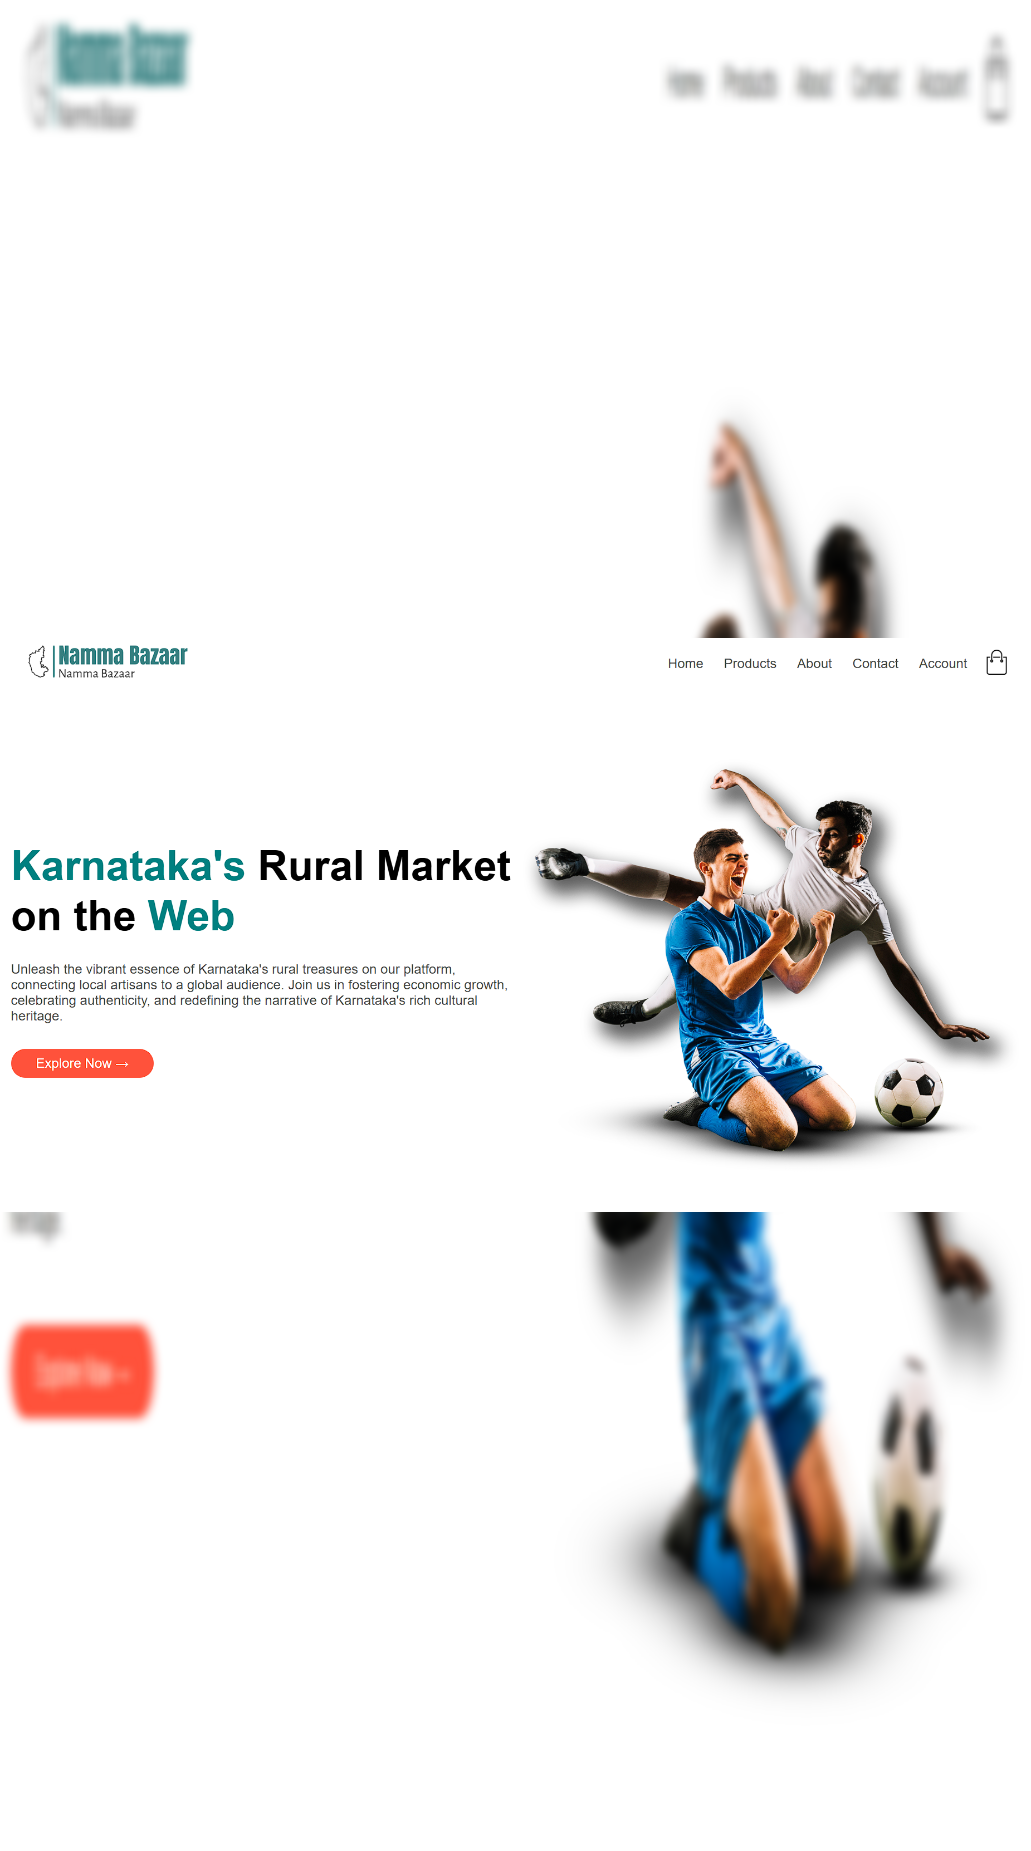 Namma Bazaar
Namma Bazaar
Home Products About Contact Account
Namma Bazaar
Namma Bazaar
Home Products About Contact Account
Karnataka's Rural Market
on the Web
Unleash the vibrant essence of Karnataka's rural treasures on our platform,
connecting local artisans to a global audience. Join us in fostering economic growth,
celebrating authenticity, and redefining the narrative of Karnataka's rich cultural
heritage.
Explore Now →
Explore Now →